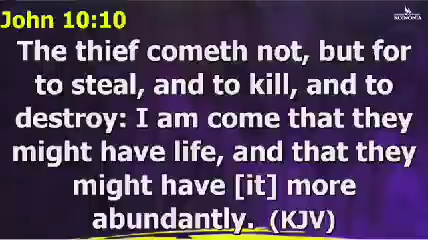 John 10:10
The thief cometh not, but for
to steal, and to kill, and to
destroy: I am come that they
might have life, and that they
might have [it] more
abundantly. (KJV)